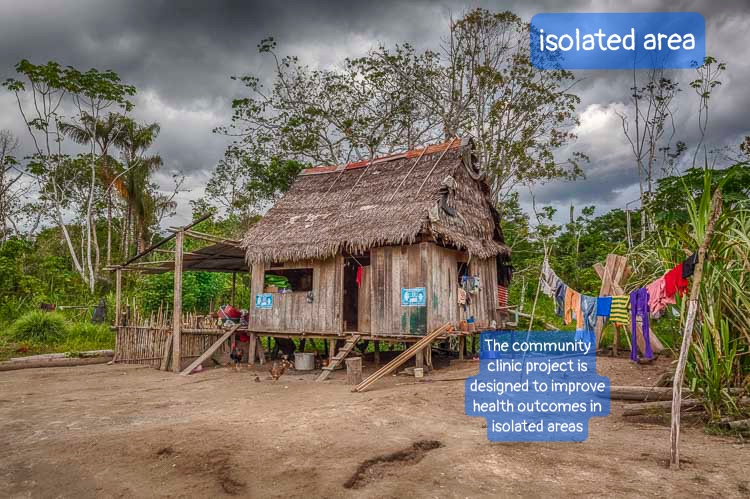 isolated area
The community
clinic project is
designed to improve
health outcomes in
isolated areas